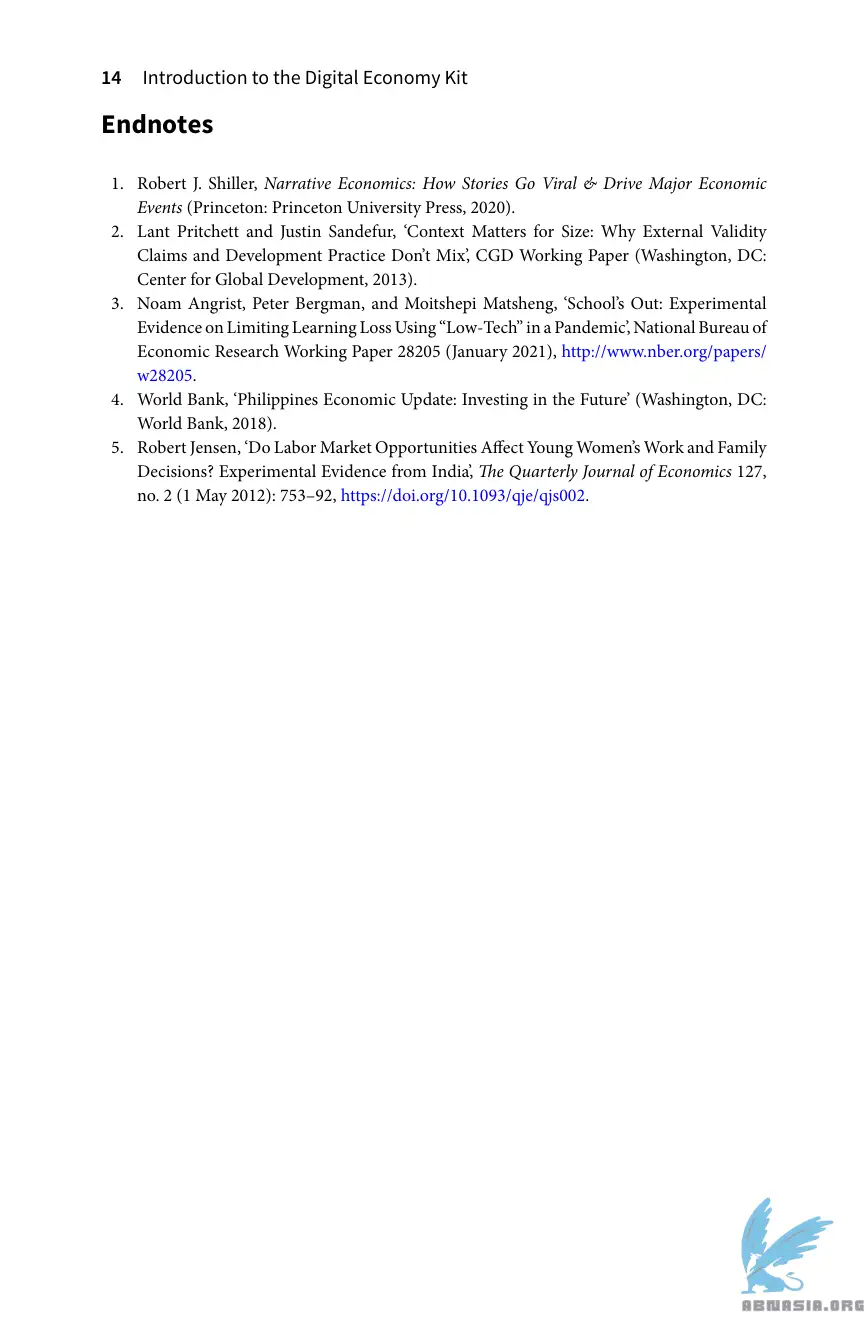 14 Introduction to the Digital Economy Kit
Endnotes
1. Robert J. Shiller, Narrative Economics: How Stories Go Viral & Drive Major Economic
Events (Princeton: Princeton University Press, 2020).
2. Lant Pritchett and Justin Sandefur, ‘Context Matters for Size: Why External Validity
Claims and Development Practice Don’t Mix’, CGD Working Paper (Washington, DC:
Center for Global Development, 2013).
3. Noam Angrist, Peter Bergman, and Moitshepi Matsheng, ‘School’s Out: Experimental
Evidence on Limiting Learning Loss Using “Low-Tech” in a Pandemic’, National Bureau of
Economic Research Working Paper 28205 (January 2021), http://www.nber.org/papers/
w28205.
4. World Bank, ‘Philippines Economic Update: Investing in the Future’ (Washington, DC:
World Bank, 2018).
5. Robert Jensen, ‘Do Labor Market Opportunities Affect Young Women’s Work and Family
Decisions? Experimental Evidence from India’, The Quarterly Journal of Economics 127,
no. 2 (1 May 2012): 753–92, https://doi.org/10.1093/qje/qjs002.
ABNASIA.ORG